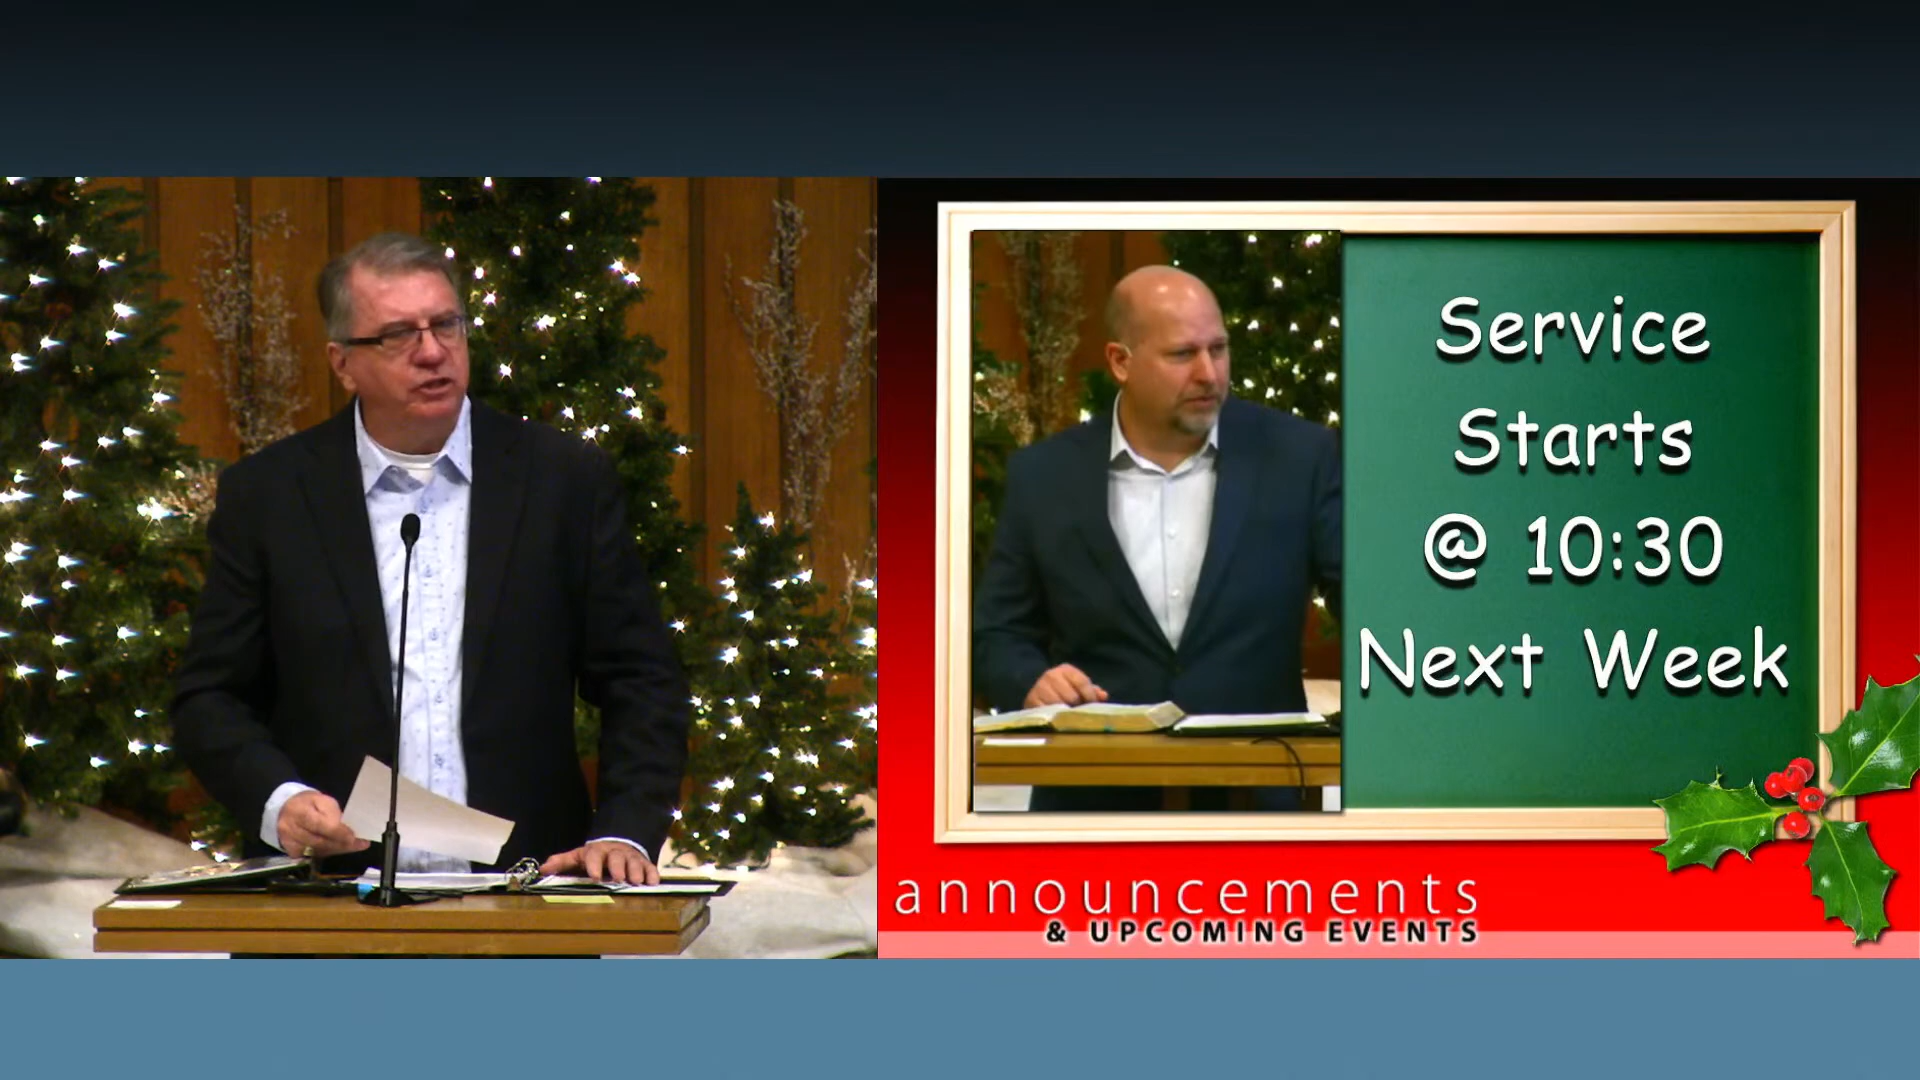 Service
Starts
@ 10:30
Next Week
announcements
& UPCOMING EVENTS